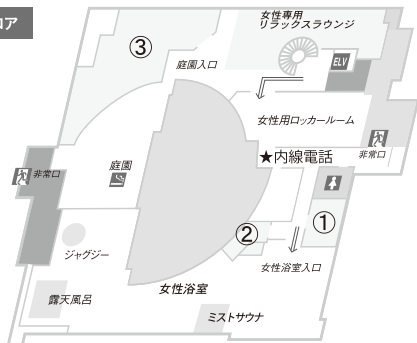 ロア
女性専用
リラックスラウンジ
③
ELV
庭園入口
女性用ロッカールーム
★内線電話
非常口
庭園
非常口
①
②
ジャグジー
女性浴室入口
女性浴室
露天風呂
ミストサウナ